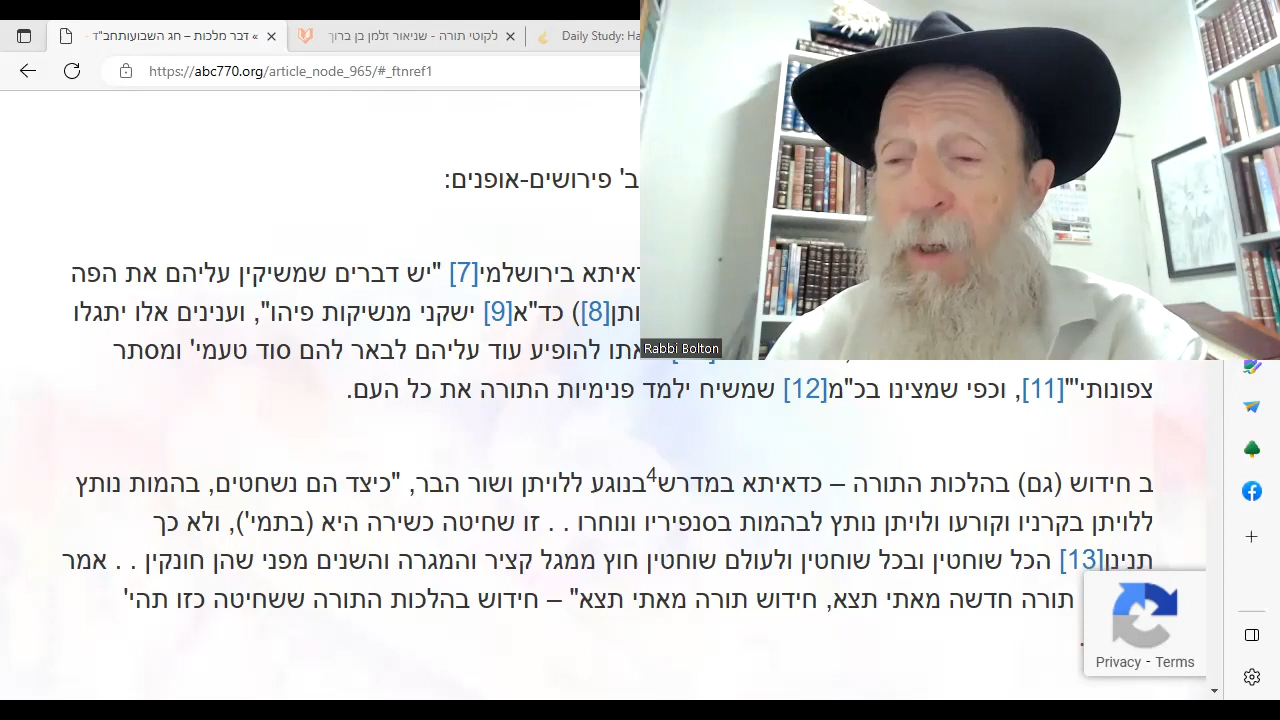 » דבר מלכות – חג השבועותחב"ד -
לקוטי תורה - שניאור זלמן בן ברוך
Daily Study: Ha
https://abc770.org/article_node_965/#_ftnref1
ב' פירושים-אופנים:
דאיתא בירושלמי[7] "יש דברים שמשיקין עליהם את הפה
ותן[8]) כד"א[9] ישקני מנשיקות פיהו", וענינים אלו יתגלו
אתו להופיע עוד עליהם לבאר להם סוד טעמי' ומסתר
צפונותי'"[11], וכפי שמצינו בכ"מ[12] שמשיח ילמד פנימיות התורה את כל העם.
ב חידוש (גם) בהלכות התורה – כדאיתא במדרש4בנוגע ללויתן ושור הבר, "כיצד הם נשחטים, בהמות נותץ
ללויתן בקרניו וקורעו ולויתן נותץ לבהמות בסנפיריו ונוחרו . . זו שחיטה כשירה היא (בתמי'), ולא כך
תנינן[13] הכל שוחטין ובכל שוחטין ולעולם שוחטין חוץ ממגל קציר והמגרה והשנים מפני שהן חונקין . . אמר
תורה חדשה מאתי תצא, חידוש תורה מאתי תצא" – חידוש בהלכות התורה ששחיטה כזו תהי'
Rabbi Bolton
Privacy - Terms